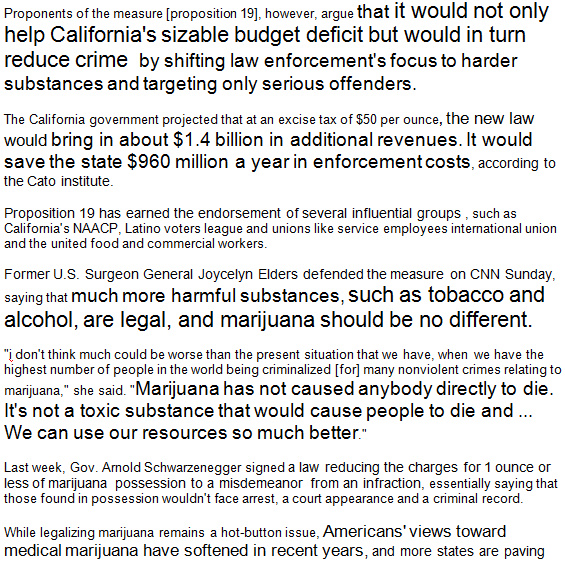 Proponents of the measure [proposition 19], however, argue that it would not only
help California's sizable budget deficit but would in turn
reduce crime by shifting law enforcement's focus to harder
substances and targeting only serious offenders.
The California government projected that at an excise tax of $50 per ounce, the new law
would bring in about $1.4 billion in additional revenues. It would
save the state $960 million a year in enforcement costs, according to
the Cato institute.
Proposition 19 has earned the endorsement of several influential groups , such as
California's NAACP, Latino voters league and unions like service employees international union
and the united food and commercial workers.
Former U.S. Surgeon General Joycelyn Elders defended the measure on CNN Sunday,
saying that much more harmful substances, such as tobacco and
alcohol, are legal, and marijuana should be no different.
"i don't think much could be worse than the present situation that we have, when we have the
highest number of people in the world being criminalized [for] many nonviolent crimes relating to
marijuana," she said. "Marijuana has not caused anybody directly to die.
It's not a toxic substance that would cause people to die and ...
We can use our resources so much better."
Last week, Gov. Arnold Schwarzenegger signed a law reducing the charges for 1 ounce or
less of marijuana possession to a misdemeanor from an infraction, essentially saying that
those found in possession wouldn't face arrest, a court appearance and a criminal record.
While legalizing marijuana remains a hot-button issue, Americans' views toward
medical marijuana have softened in recent years, and more states are paving